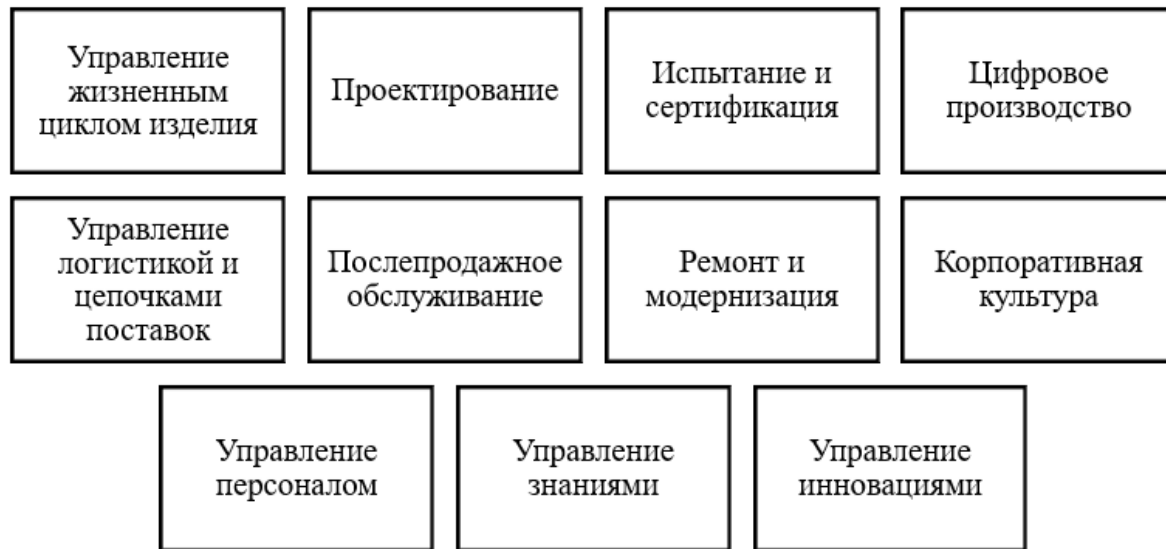 Управление
жизненным
циклом изделия
Проектирование
Испытание и
сертификация
Цифровое
производство
Управление
логистикой и
цепочками
поставок
Послепродажное
обслуживание
Ремонт и
модернизация
Корпоративная
культура
Управление
персоналом
Управление
знаниями
Управление
инновациями